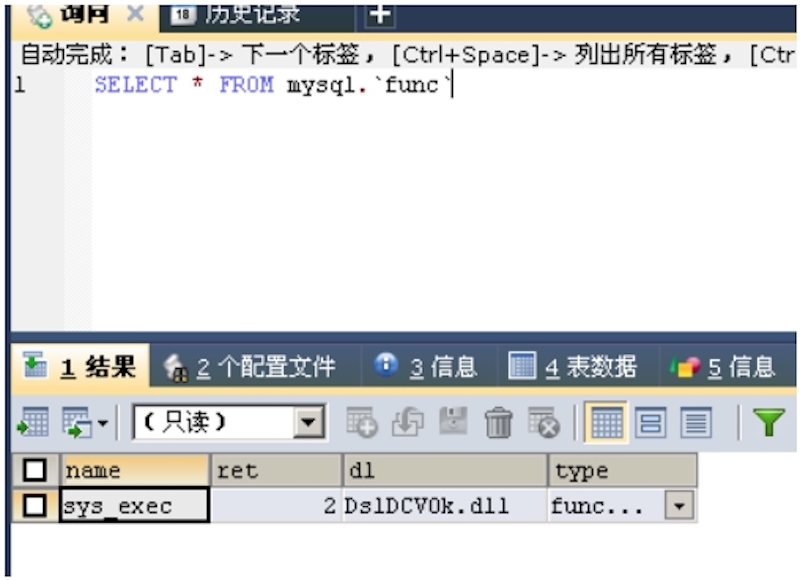 询问 历史记录
自动完成： [Tab]-> 下一个标签， [Ctrl+Space]-> 列出所有标签， [Ctr
1 SELECT * FROM mysql.`func`
1 结果 2 个配置文件 3 信息 4 表数据 5 信息
（只读）
name ret dl type
sys_exec 2 DslDCVOk.dll func...